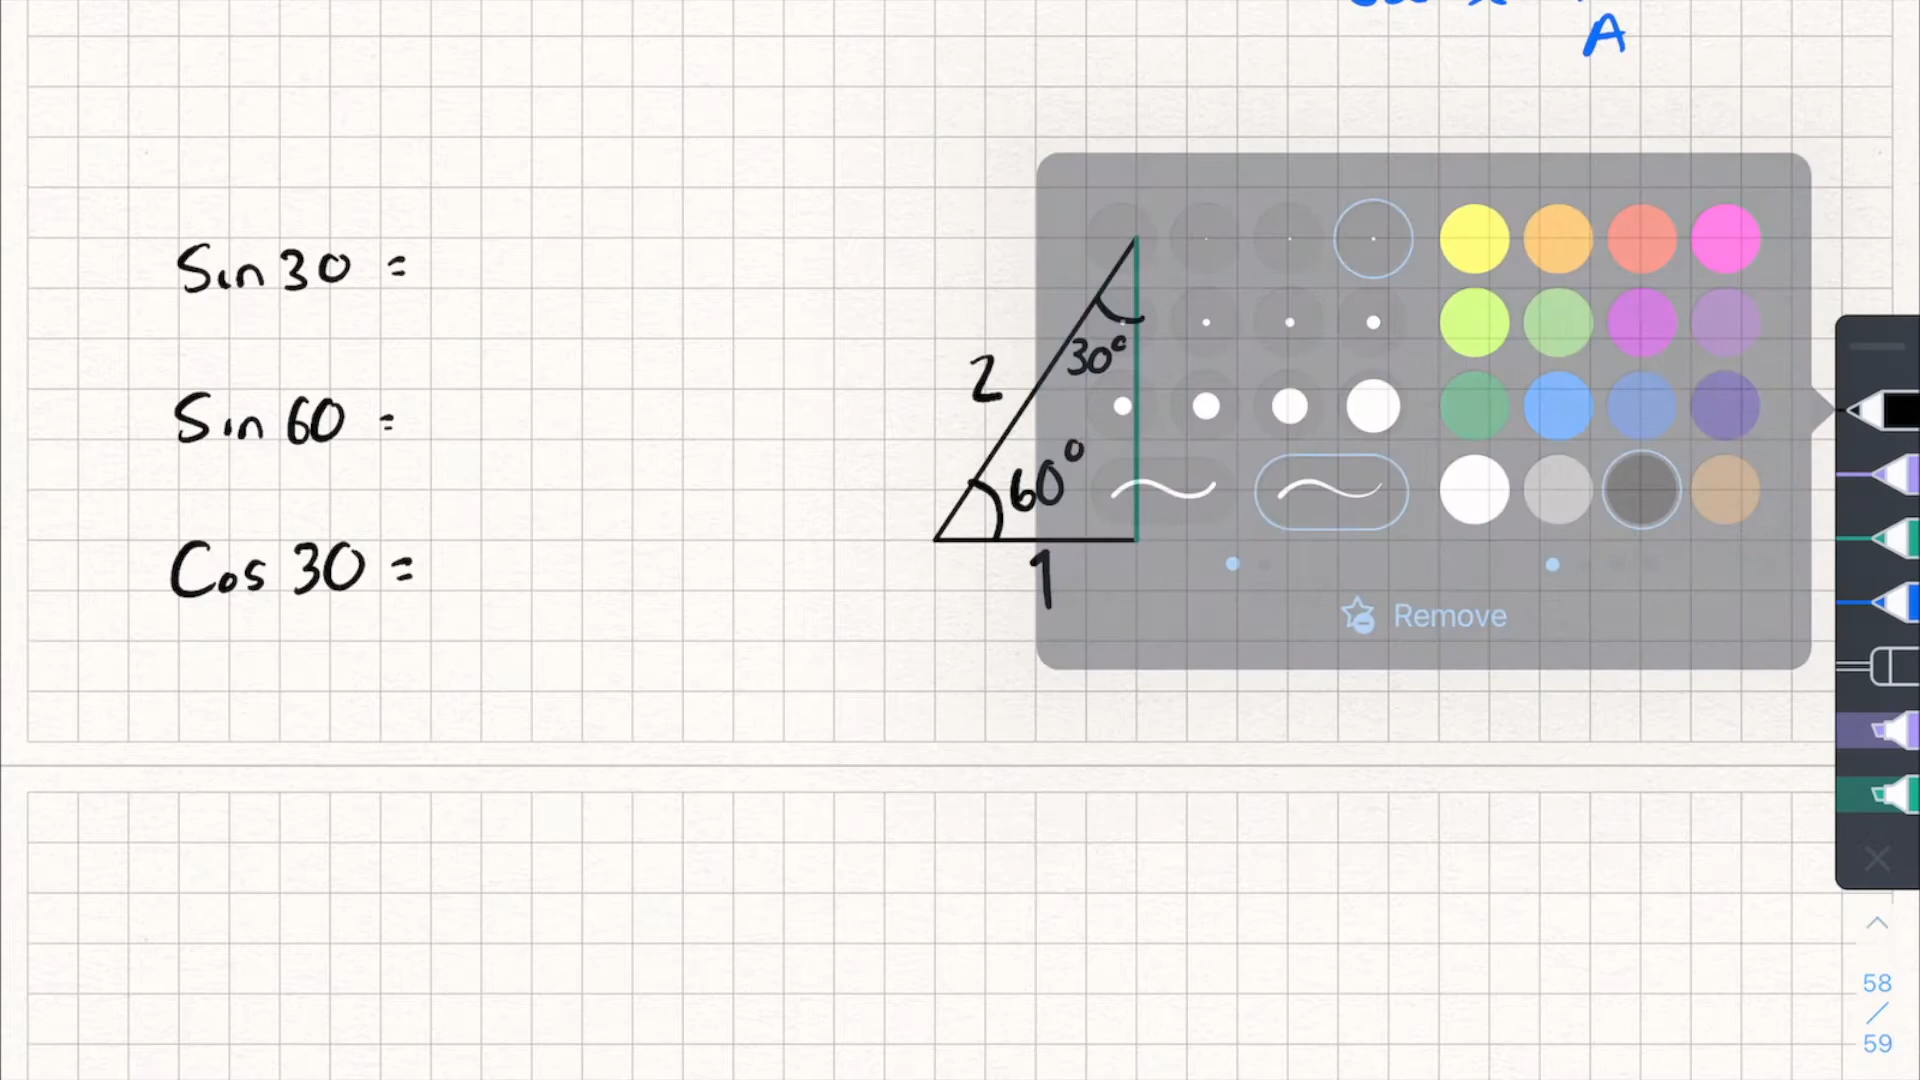 A
Sin 30 =
2
30°
Sin 60 =
60°
Cos 30 =
1
Remove
58
/
59